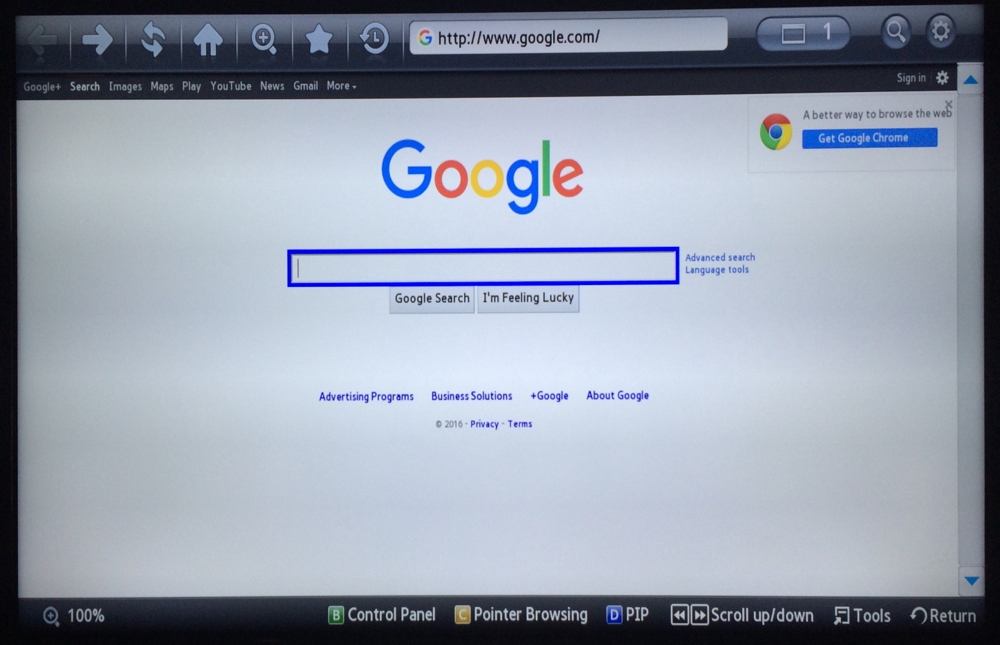 http://www.google.com/ 1
Google+ Search Images Maps Play YouTube News Gmail More Sign in
A better way to browse the web
Get Google Chrome
Google
Advanced search
Language tools
Google Search I'm Feeling Lucky
Advertising Programs Business Solutions +Google About Google
© 2016 - Privacy - Terms
100% B Control Panel C Pointer Browsing D PIP Scroll up/down Tools Return